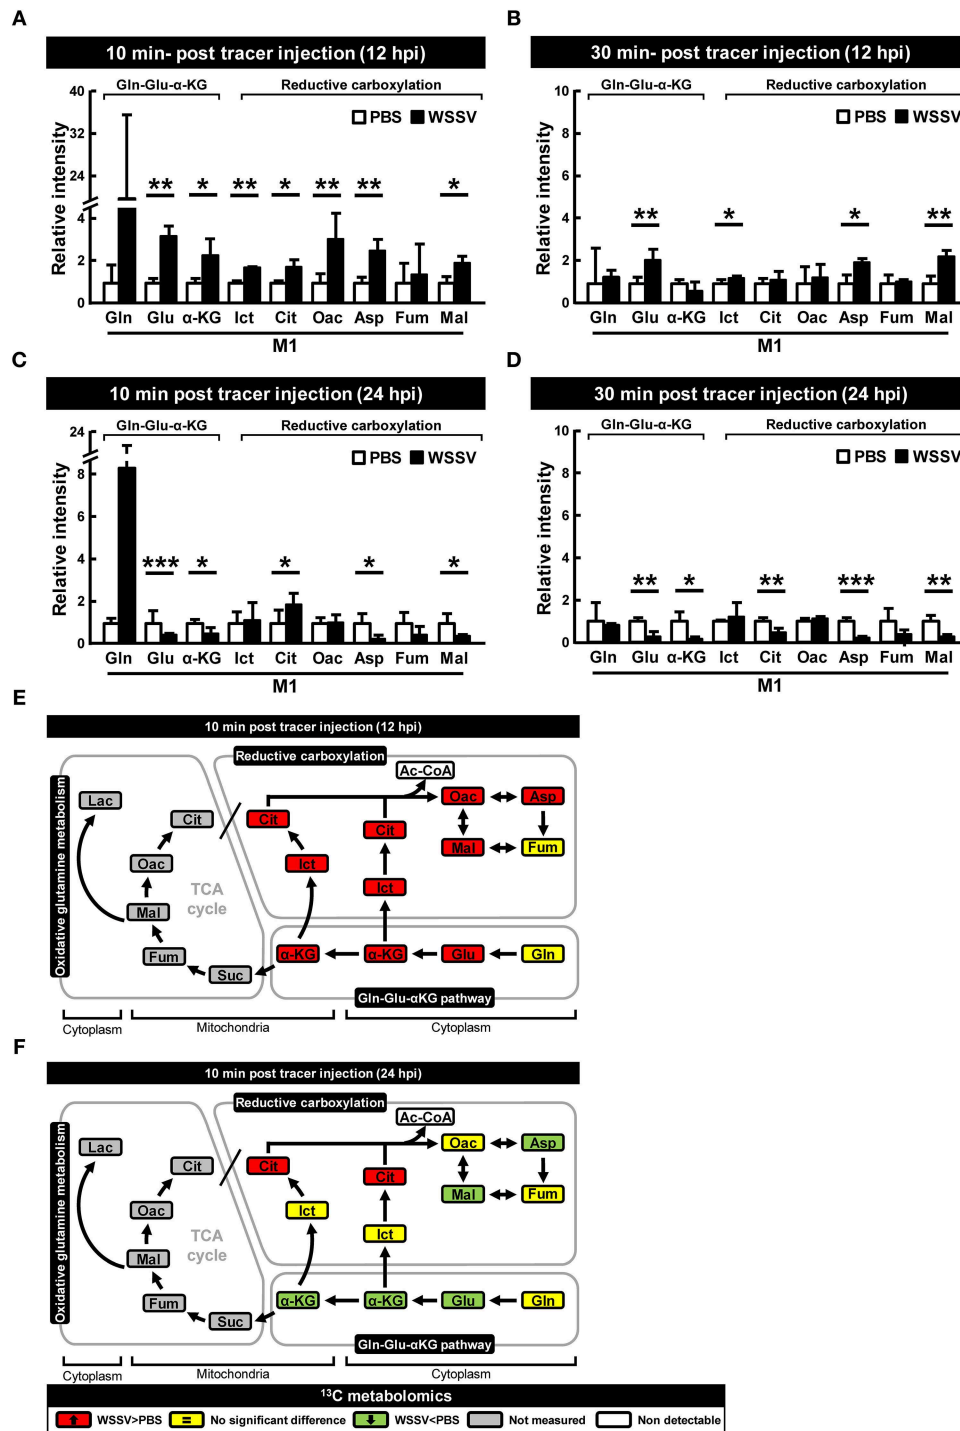 A
10 min- post tracer injection (12 hpi)
Gln-Glu-α-KG
Reductive carboxylation
PBS WSSV
Relative intensity
40
32
24
4
2
0
** * ** * ** ** *
Gln Glu α-KG Ict Cit Oac Asp Fum Mal
M1
B
30 min- post tracer injection (12 hpi)
Gln-Glu-α-KG
Reductive carboxylation
PBS WSSV
Relative intensity
10
8
6
4
2
0
** * * **
Gln Glu α-KG Ict Cit Oac Asp Fum Mal
M1
C
10 min post tracer injection (24 hpi)
Gln-Glu-α-KG
Reductive carboxylation
PBS WSSV
Relative intensity
24
8
4
0
*** * * * *
Gln Glu α-KG Ict Cit Oac Asp Fum Mal
M1
D
30 min post tracer injection (24 hpi)
Gln-Glu-α-KG
Reductive carboxylation
PBS WSSV
Relative intensity
10
8
6
4
2
0
** * ** *** **
Gln Glu α-KG Ict Cit Oac Asp Fum Mal
M1
E
10 min post tracer injection (12 hpi)
Oxidative glutamine metabolism
Reductive carboxylation
Ac-CoA
Lac
Cit
Cit
Cit
Oac
Asp
Oac
Ict
Mal
Fum
TCA
cycle
Mal
Ict
Fum
Suc
α-KG
α-KG
Glu
Gln
Gln-Glu-αKG pathway
Cytoplasm
Mitochondria
Cytoplasm
F
10 min post tracer injection (24 hpi)
Oxidative glutamine metabolism
Reductive carboxylation
Ac-CoA
Lac
Cit
Cit
Cit
Oac
Asp
Oac
Ict
Mal
Fum
TCA
cycle
Mal
Ict
Fum
Suc
α-KG
α-KG
Glu
Gln
Gln-Glu-αKG pathway
Cytoplasm
Mitochondria
Cytoplasm
¹³C metabolomics
WSSV>PBS = No significant difference WSSV<PBS Not measured Non detectable